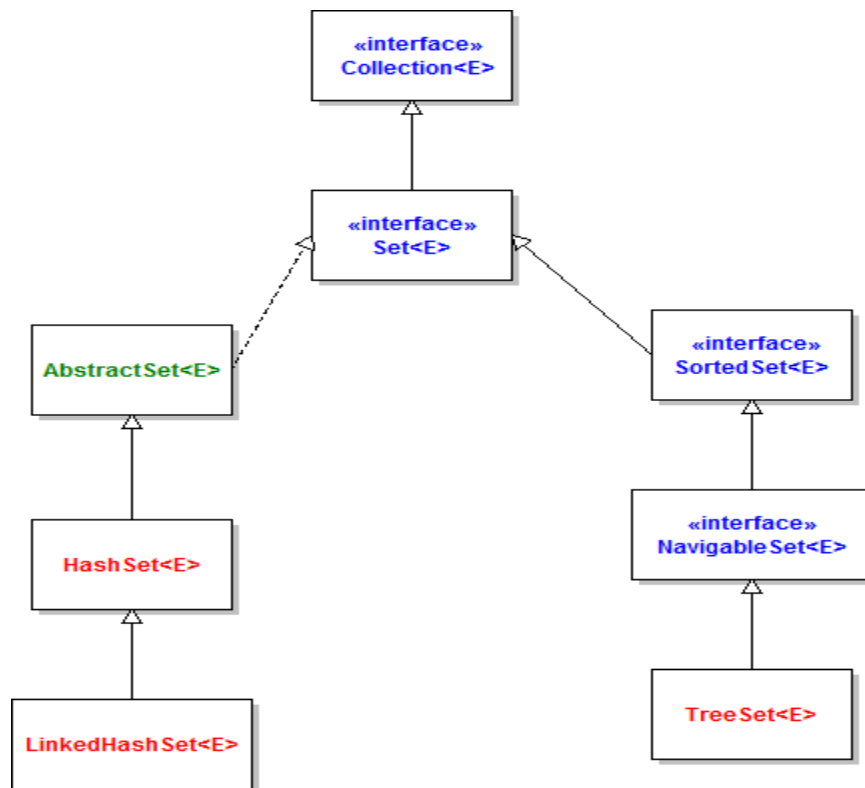 «interface»
Collection<E>
«interface»
Set<E>
AbstractSet<E>
«interface»
SortedSet<E>
HashSet<E>
«interface»
NavigableSet<E>
LinkedHashSet<E>
TreeSet<E>